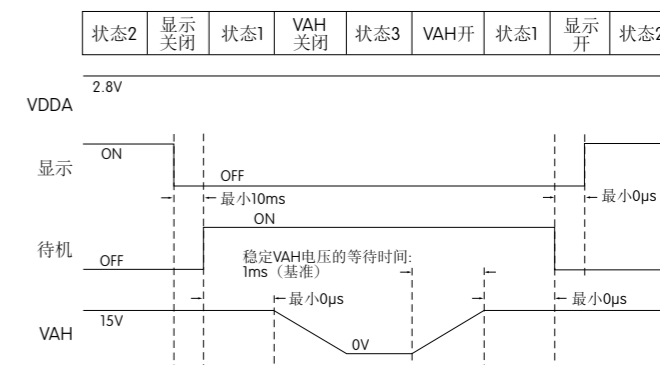 状态2
显示
关闭
状态1
VAH
关闭
状态3
VAH开
状态1
显示
开
状态2
2.8V
VDDA
ON
显示
OFF
最小10ms
最小0μs
ON
待机
OFF
稳定VAH电压的等待时间:
1ms（基准）
最小0μs
最小0μs
15V
VAH
0V